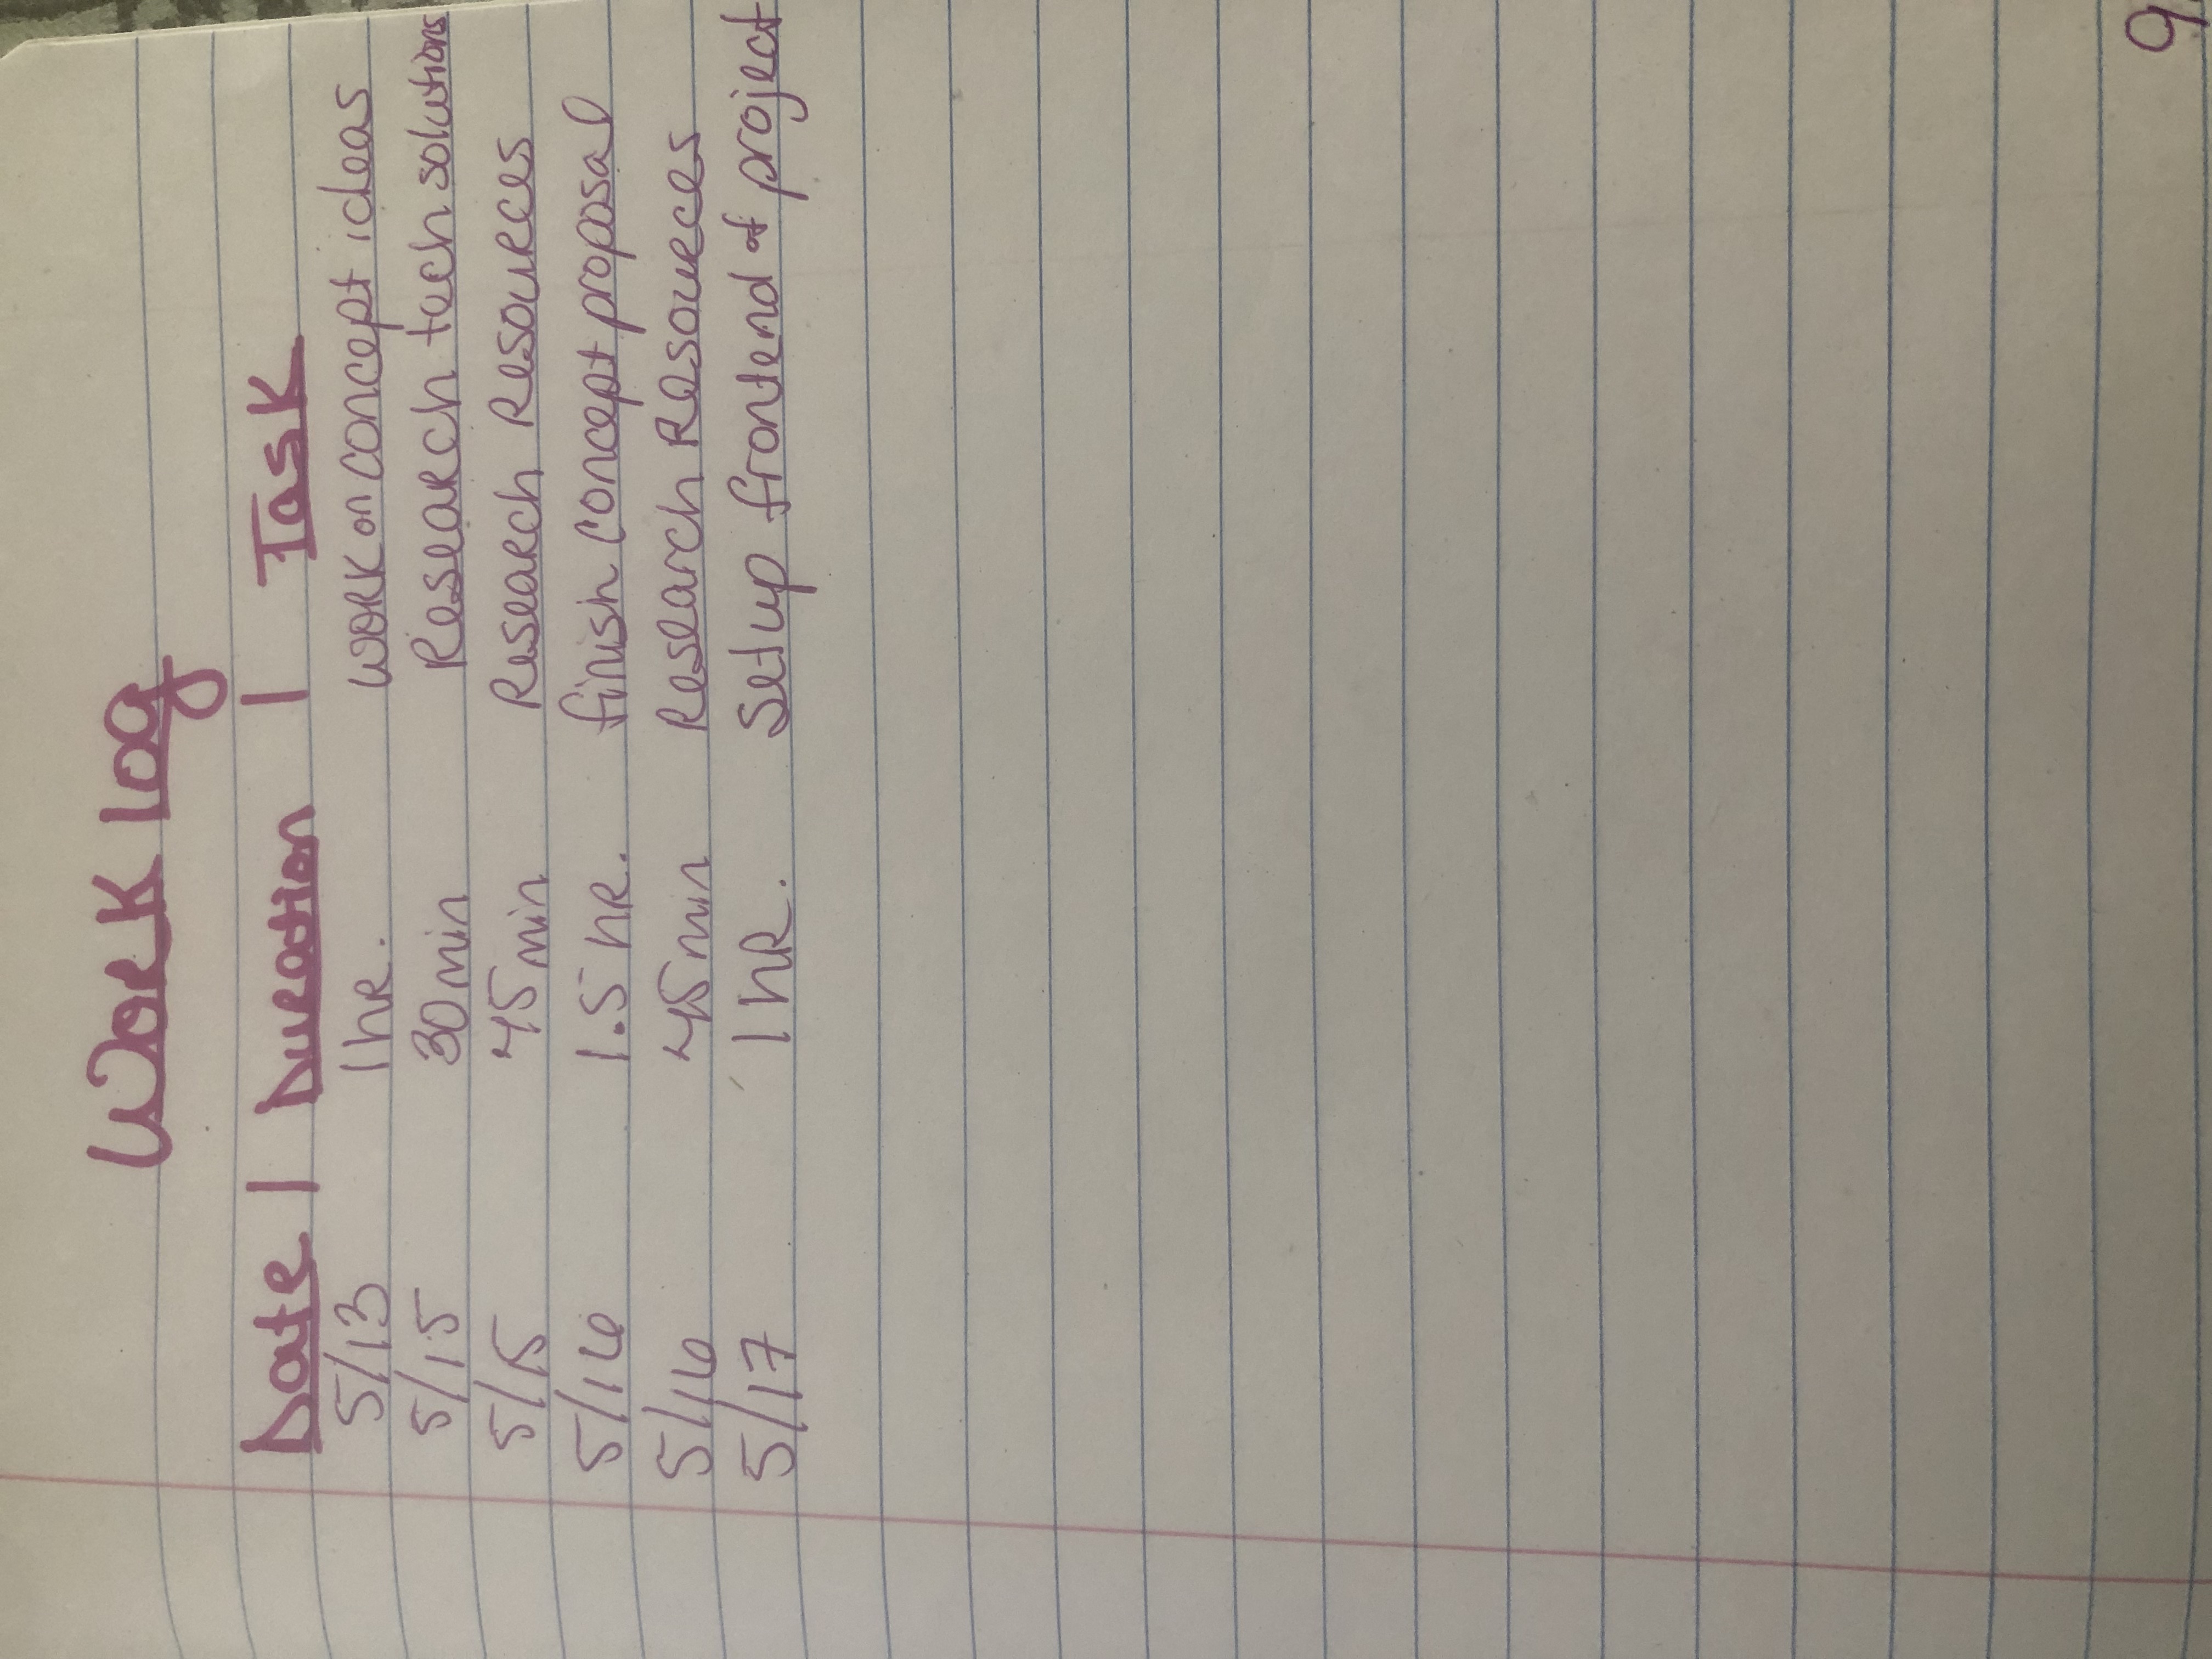 Work log
Date | Duration | Task
5/13 1 hr. work on concept ideas
5/15 30 min Research tech solutions
5/15 45 min Research Resources
5/16 1.5 hr. finish concept proposal
5/16 45 min Research Resources
5/17 1 hr. Setup frontend of project
9